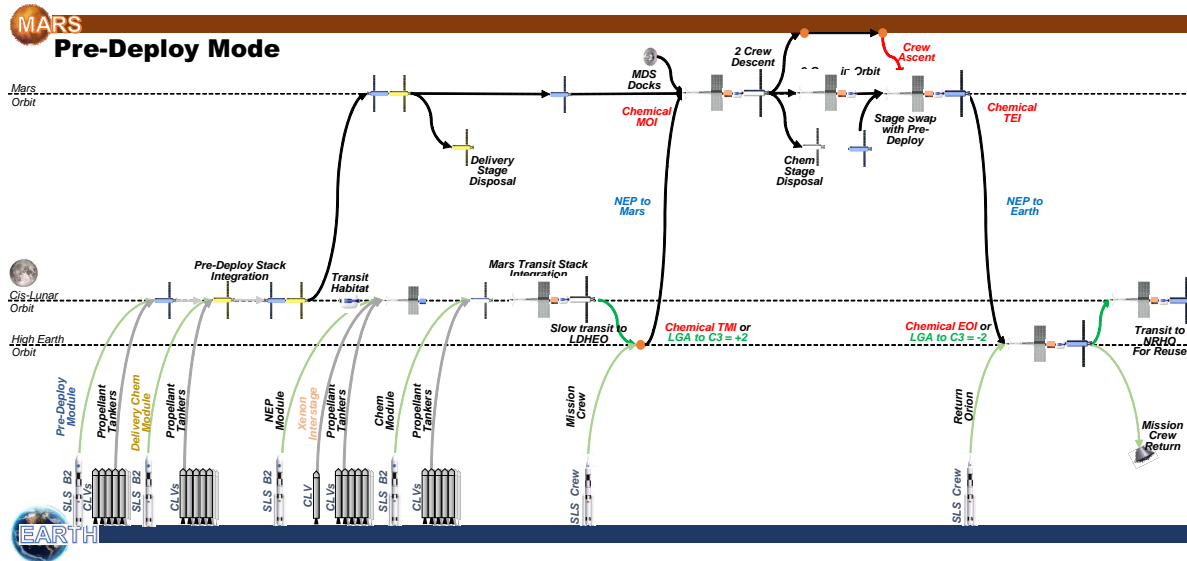 MARS
Pre-Deploy Mode
Mars
Orbit
MDS
Docks
2 Crew
Descent
Crew
Ascent
in Orbit
Chemical
MOI
Chemical
TEI
Delivery
Stage
Disposal
Chem
Stage
Disposal
Stage Swap
with Pre-
Deploy
NEP to
Mars
NEP to
Earth
Pre-Deploy Stack
Integration
Transit
Habitat
Mars Transit Stack
Integration
Cis-Lunar
Orbit
High Earth
Orbit
Slow transit to
LDHEO
Chemical TMI or
LGA to C3 = +2
Chemical EOI or
LGA to C3 = -2
Transit to
NRHO
For Reuse
Pre-Deploy
Module
Propellant
Tankers
Delivery Chem
Module
Propellant
Tankers
NEP
Module
Xenon
Interstage
Propellant
Tankers
Chem
Module
Propellant
Tankers
Mission
Crew
Return
Orion
Mission
Crew
Return
SLS B2
CLVs
SLS B2
CLVs
SLS B2
CLV
CLVs
SLS B2
CLVs
SLS Crew
SLS Crew
EARTH